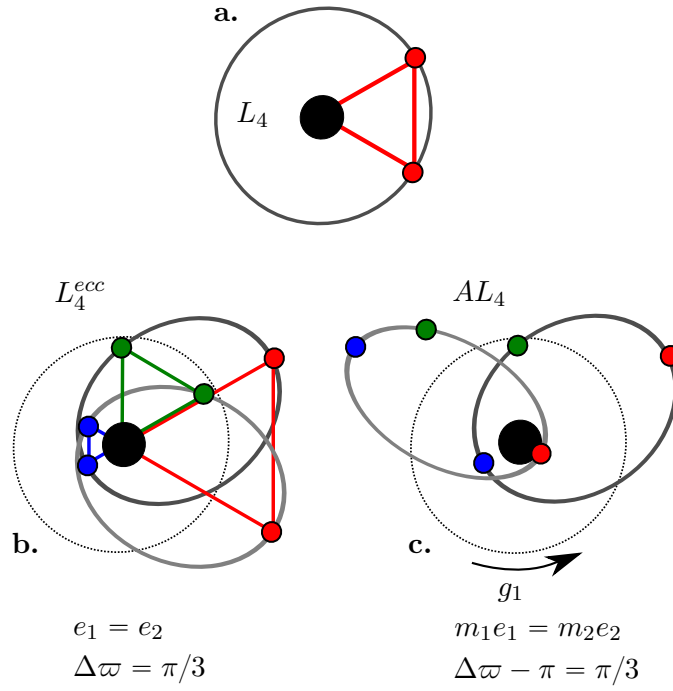 a.
L_4
L_4^{ecc}
AL_4
b.
c.
g_1
e_1 = e_2
Δϖ = π/3
m_1e_1 = m_2e_2
Δϖ − π = π/3